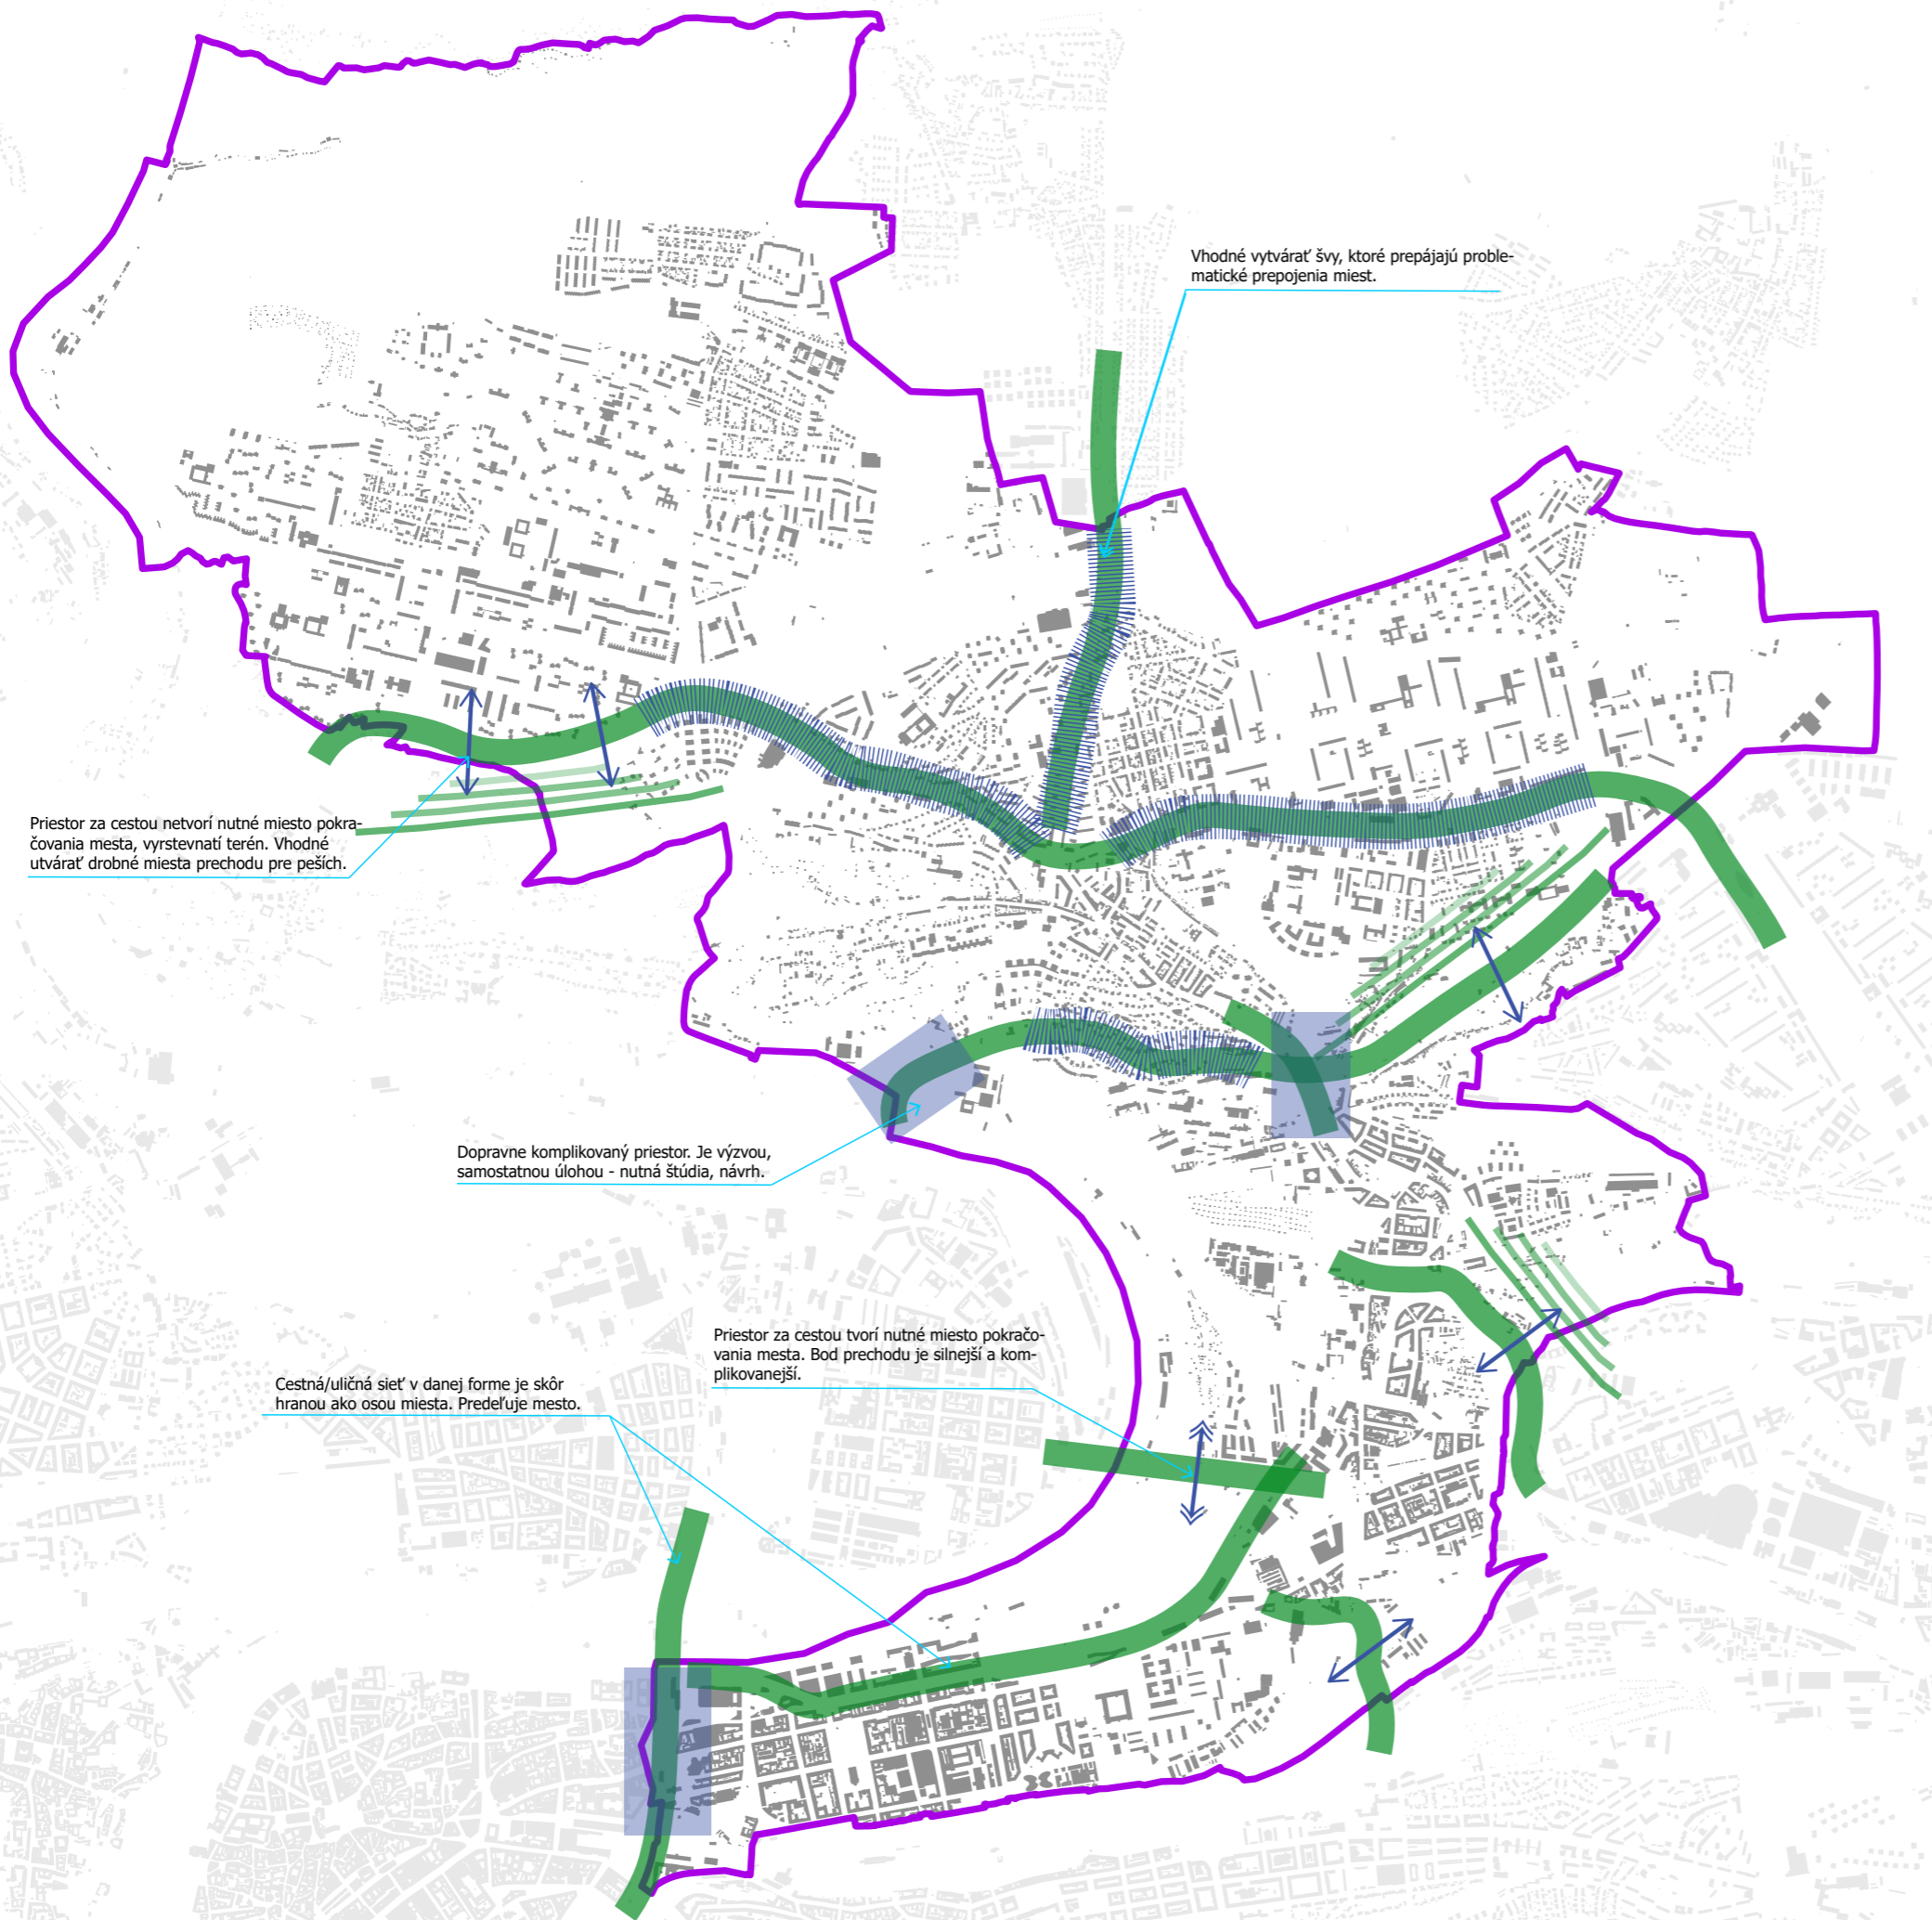 Vhodné vytvárať švy, ktoré prepájajú proble-
matické prepojenia miest.
Priestor za cestou netvorí nutné miesto pokra-
čovania mesta, vyrstevnatí terén. Vhodné
utvárať drobné miesta prechodu pre peších.
Dopravne komplikovaný priestor. Je výzvou,
samostatnou úlohou - nutná štúdia, návrh.
Priestor za cestou tvorí nutné miesto pokračo-
vania mesta. Bod prechodu je silnejší a kom-
plikovanejší.
Cestná/uličná sieť v danej forme je skôr
hranou ako osou miesta. Predeľuje mesto.